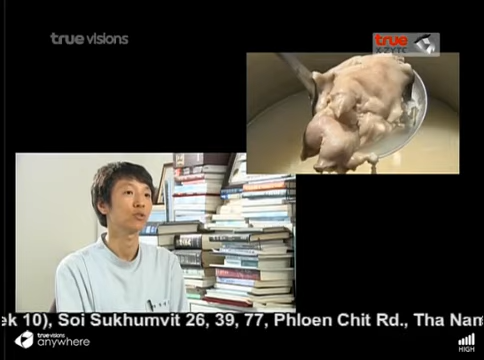 true visions
true
X-ZYTE
ek 10), Soi Sukhumvit 26, 39, 77, Phloen Chit Rd., Tha Nam
true visions
anywhere
HIGH